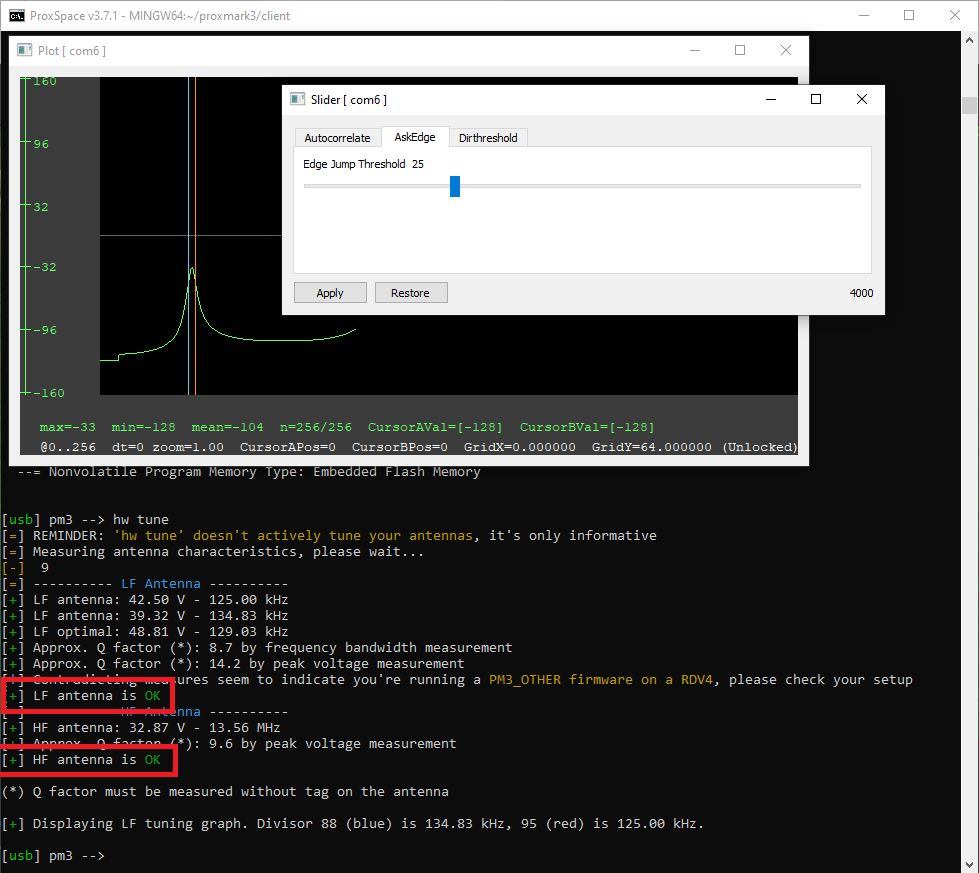 ProxSpace v3.7.1 - MINGW64:~/proxmark3/client
Plot [ com6 ]
160
96
32
-32
-96
-160
Slider [ com6 ]
Autocorrelate AskEdge Dirthreshold
Edge Jump Threshold 25
Apply Restore 4000
max=-33 min=-128 mean=-104 n=256/256 CursorAVal=[-128] CursorBVal=[-128]
@0..256 dt=0 zoom=1.00 CursorAPos=0 CursorBPos=0 GridX=0.000000 GridY=64.000000 (Unlocked)
--= Nonvolatile Program Memory Type: Embedded Flash Memory
[usb] pm3 --> hw tune
[=] REMINDER: 'hw tune' doesn't actively tune your antennas, it's only informative
[=] Measuring antenna characteristics, please wait...
[-] 9
[=] ---------- LF Antenna ----------
[+] LF antenna: 42.50 V - 125.00 kHz
[+] LF antenna: 39.32 V - 134.83 kHz
[+] LF optimal: 48.81 V - 129.03 kHz
[+] Approx. Q factor (*): 8.7 by frequency bandwidth measurement
[+] Approx. Q factor (*): 14.2 by peak voltage measurement
Contradicting measures seem to indicate you're running a PM3_OTHER firmware on a RDV4, please check your setup
[+] LF antenna is OK
HF Antenna ----------
[+] HF antenna: 32.87 V - 13.56 MHz
[+] Approx. Q factor (*): 9.6 by peak voltage measurement
[+] HF antenna is OK
(*) Q factor must be measured without tag on the antenna
[+] Displaying LF tuning graph. Divisor 88 (blue) is 134.83 kHz, 95 (red) is 125.00 kHz.
[usb] pm3 -->